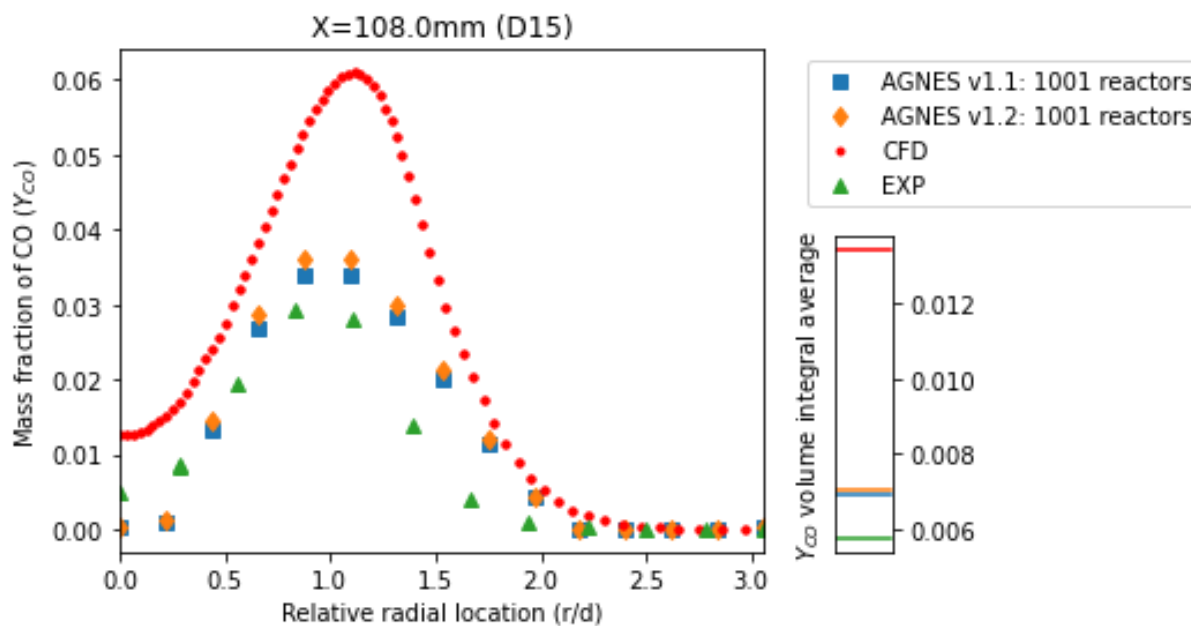 X=108.0mm (D15)
Mass fraction of CO (Y_CO)
0.06
0.05
0.04
0.03
0.02
0.01
0.00
0.0 0.5 1.0 1.5 2.0 2.5 3.0
Relative radial location (r/d)
AGNES v1.1: 1001 reactors
AGNES v1.2: 1001 reactors
CFD
EXP
Y_CO volume integral average
0.012
0.010
0.008
0.006